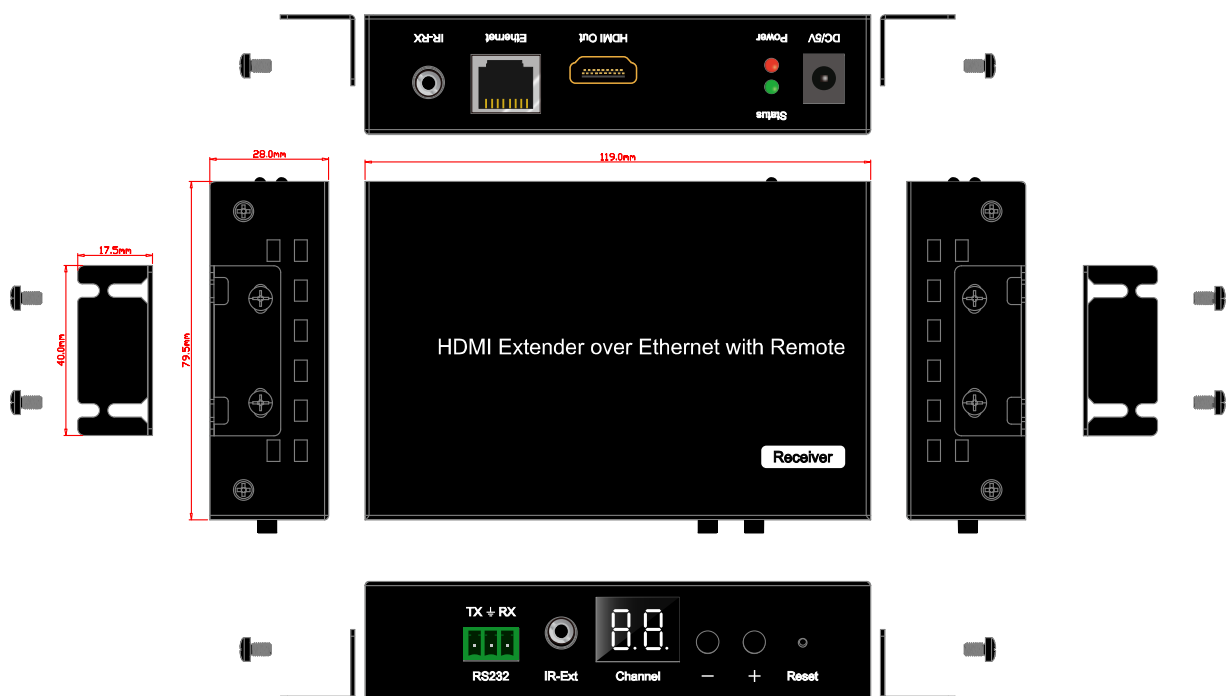 IR-RX
Ethernet
HDMI Out
Power
DC/5V
Status
28.0mm
119.0mm
17.5mm
40.0mm
79.5mm
HDMI Extender over Ethernet with Remote
Receiver
TX ⏚ RX
8.8.
RS232
IR-Ext
Channel
–
+
Reset